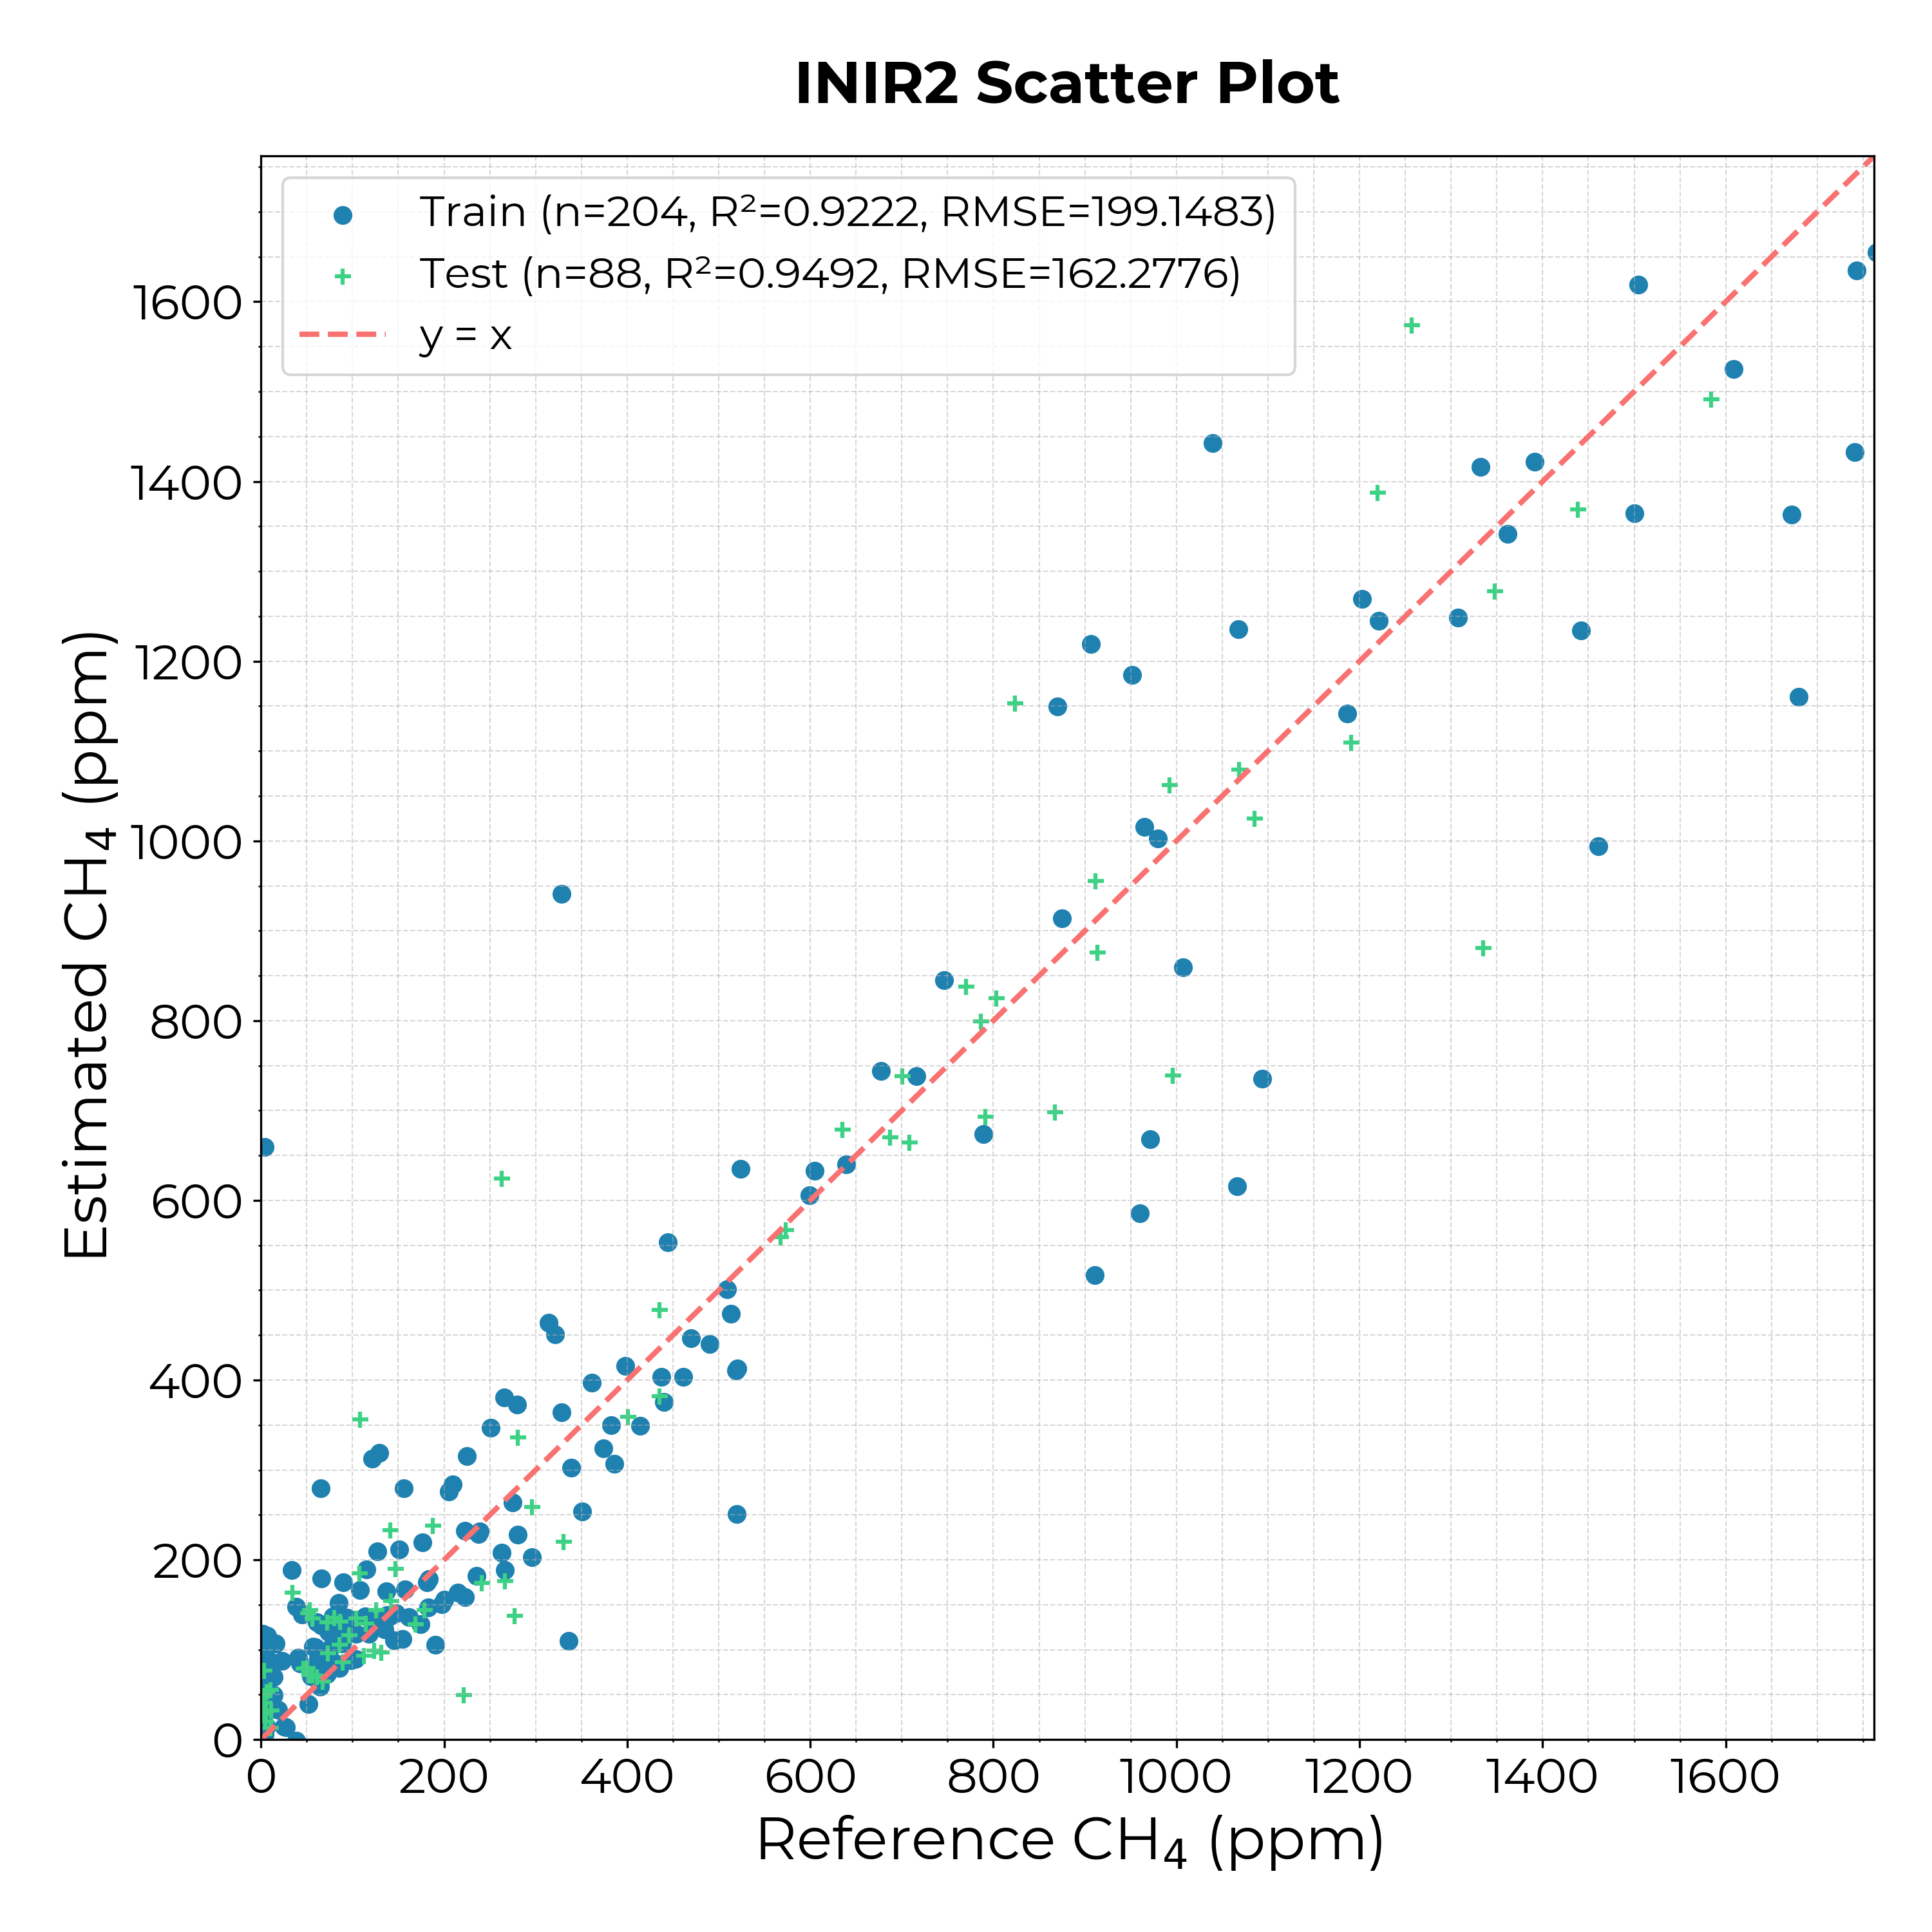 INIR2 Scatter Plot
Train (n=204, R²=0.9222, RMSE=199.1483)
Test (n=88, R²=0.9492, RMSE=162.2776)
y = x
Estimated CH₄ (ppm)
1600
1400
1200
1000
800
600
400
200
0
0 200 400 600 800 1000 1200 1400 1600
Reference CH₄ (ppm)